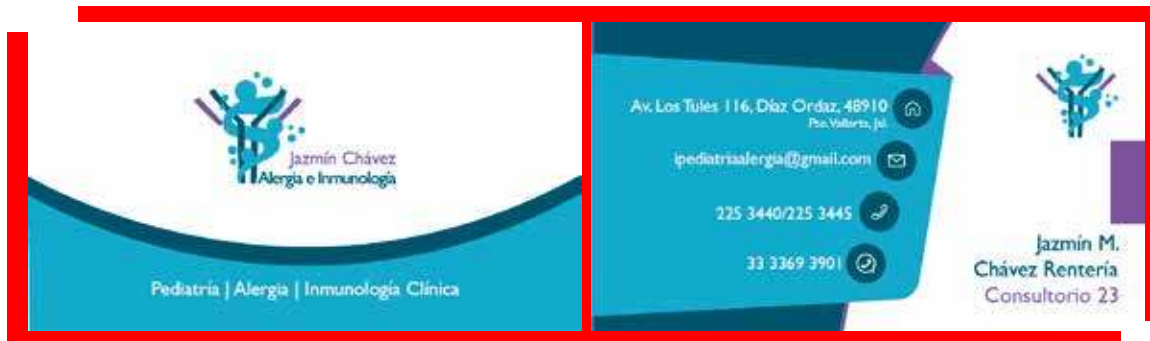 Jazmín Chávez
Alergia e Inmunología
Pediatría | Alergia | Inmunología Clínica
Av. Los Tules 116, Díaz Ordaz, 48910
Pto. Vallarta, Jal.
ipediatriaalergia@gmail.com
225 3440/225 3445
33 3369 3901
Jazmín M.
Chávez Rentería
Consultorio 23